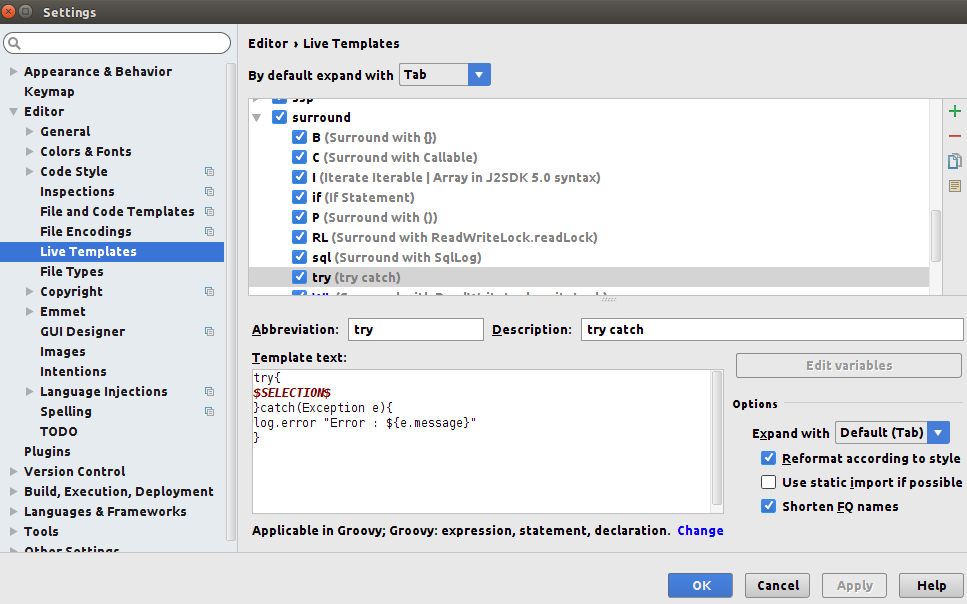 Settings
Appearance & Behavior
Keymap
Editor
General
Colors & Fonts
Code Style
Inspections
File and Code Templates
File Encodings
Live Templates
File Types
Copyright
Emmet
GUI Designer
Images
Intentions
Language Injections
Spelling
TODO
Plugins
Version Control
Build, Execution, Deployment
Languages & Frameworks
Tools
Other Settings
Editor › Live Templates
By default expand with Tab
surround
B (Surround with {})
C (Surround with Callable)
I (Iterate Iterable | Array in J2SDK 5.0 syntax)
if (If Statement)
P (Surround with ())
RL (Surround with ReadWriteLock.readLock)
sql (Surround with SqlLog)
try (try catch)
Abbreviation: try Description: try catch
Template text:
try{
$SELECTION$
}catch(Exception e){
log.error "Error : ${e.message}"
}
Edit variables
Options
Expand with Default (Tab)
Reformat according to style
Use static import if possible
Shorten FQ names
Applicable in Groovy; Groovy: expression, statement, declaration. Change
OK Cancel Apply Help